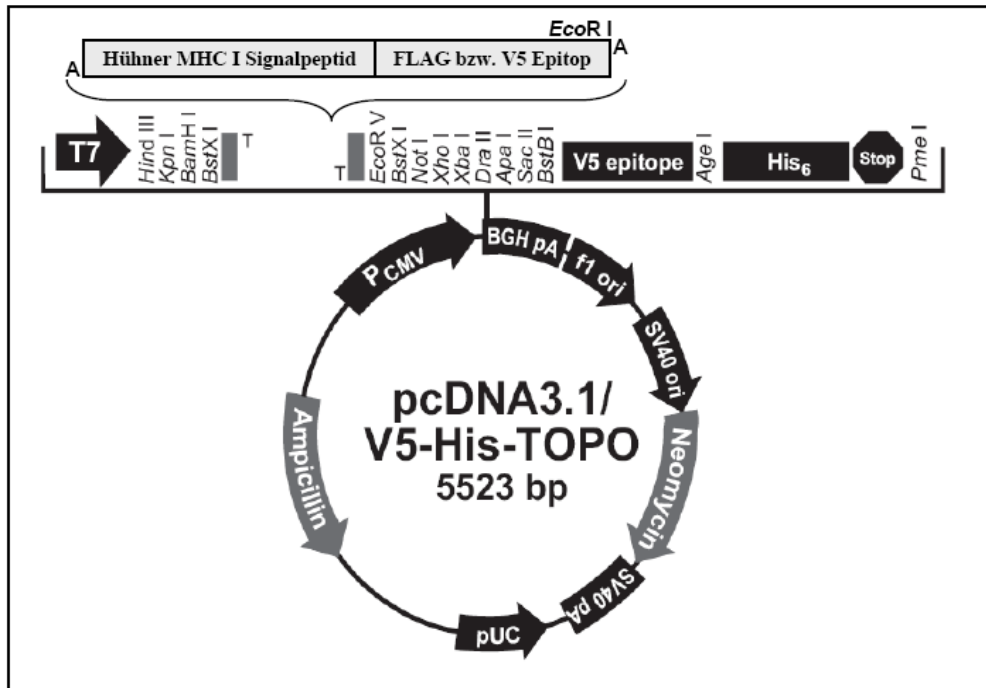 EcoR I
A Hühner MHC I Signalpeptid FLAG bzw. V5 Epitop A
T7
Hind III
Kpn I
BamH I
BstX I
T
T
EcoR V
BstX I
Not I
Xho I
Xba I
Dra II
Apa I
Sac II
BstB I
V5 epitope
Age I
His6
Stop
Pme I
PCMV
BGH pA
f1 ori
SV40 ori
Neomycin
SV40 pA
pUC
Ampicillin
pcDNA3.1/
V5-His-TOPO
5523 bp